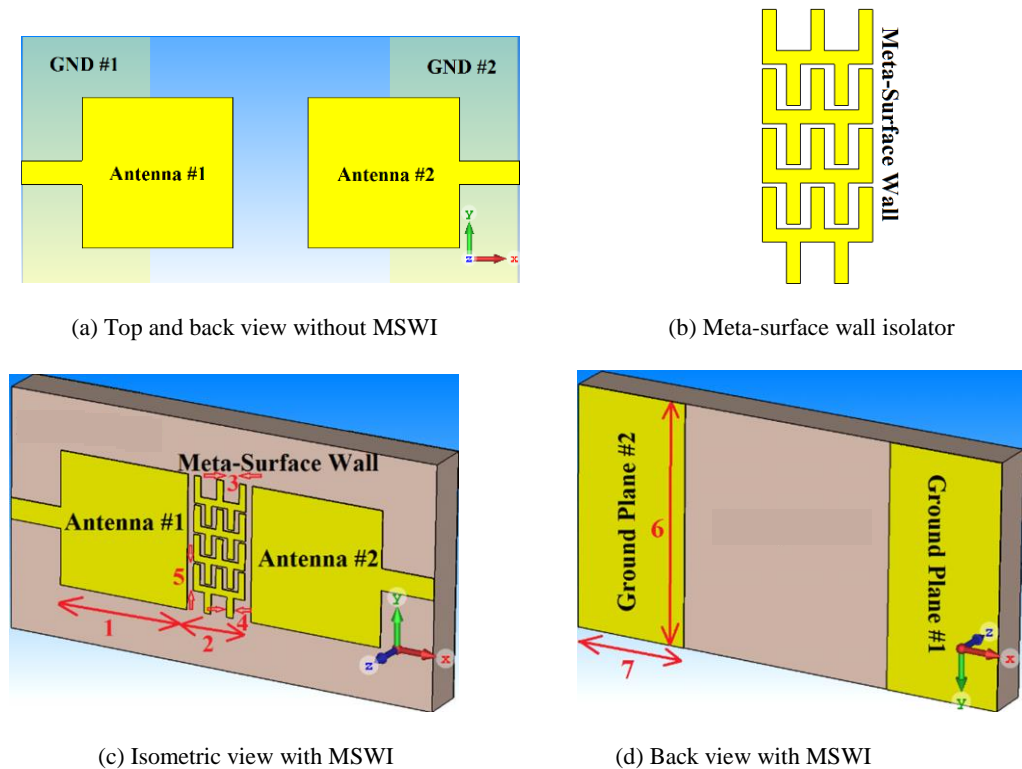 GND #1
GND #2
Antenna #1
Antenna #2
y
z
x
(a) Top and back view without MSWI
Meta-Surface Wall
(b) Meta-surface wall isolator
Meta-Surface Wall
3
Antenna #1
Antenna #2
5
4
1
2
y
z
x
(c) Isometric view with MSWI
Ground Plane #2
6
Ground Plane #1
7
z
x
y
(d) Back view with MSWI